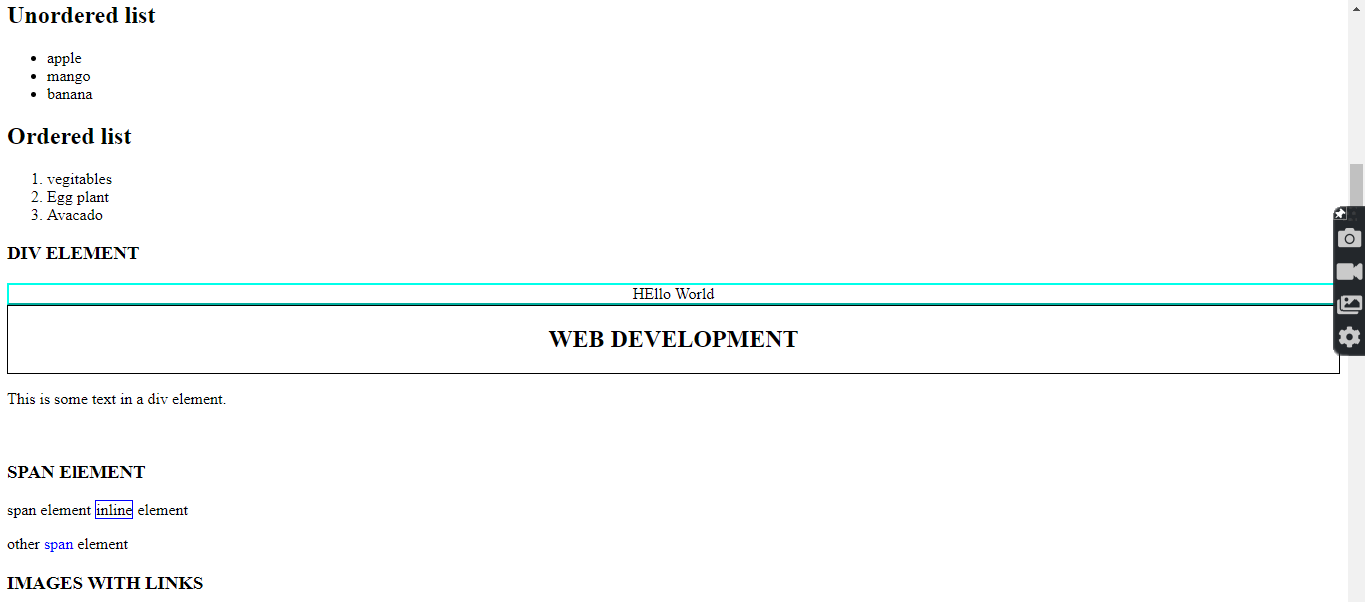 Unordered list
• apple
• mango
• banana
Ordered list
1. vegitables
2. Egg plant
3. Avacado
DIV ELEMENT
HEllo World
WEB DEVELOPMENT
This is some text in a div element.
SPAN ElEMENT
span element inline element
other span element
IMAGES WITH LINKS